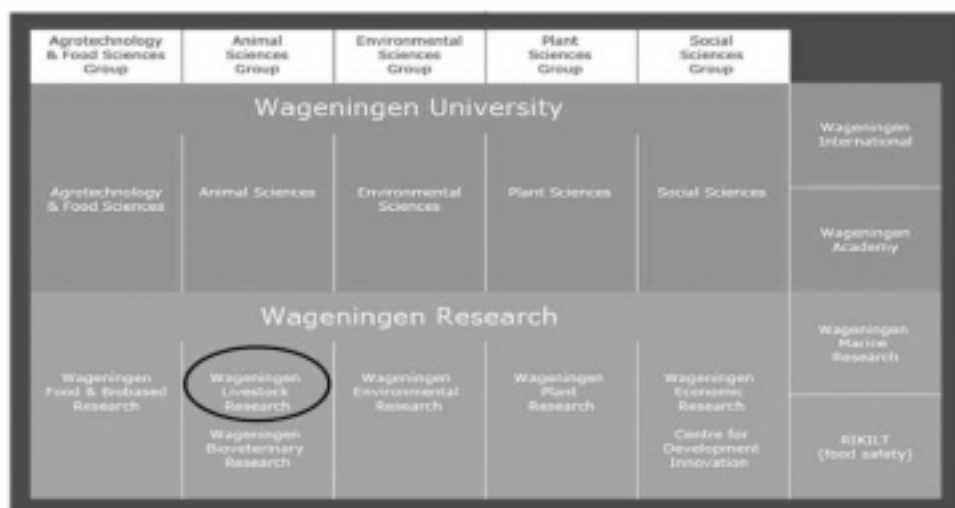 Agrotechnology
& Food Sciences
Group
Animal
Sciences
Group
Environmental
Sciences
Group
Plant
Sciences
Group
Social
Sciences
Group
Wageningen University
Agrotechnology
& Food Sciences
Animal Sciences
Environmental
Sciences
Plant Sciences
Social Sciences
Wageningen
International
Wageningen
Academy
Wageningen Research
Wageningen
Food & Biobased
Research
Wageningen
Livestock
Research
Wageningen
Bioveterinary
Research
Wageningen
Environmental
Research
Wageningen
Plant
Research
Wageningen
Economic
Research
Centre for
Development
Innovation
Wageningen
Marine
Research
RIKILT
(food safety)